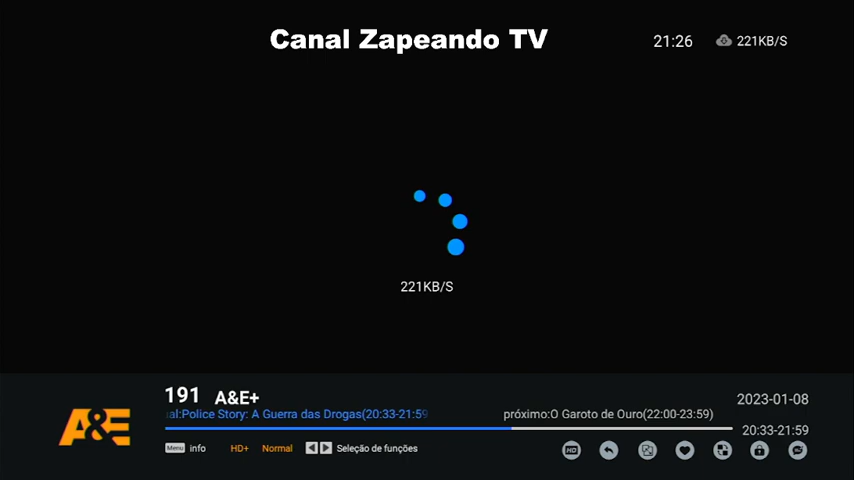 Canal Zapeando TV
21:26
221KB/S
221KB/S
191 A&E+
2023-01-08
A&E
al:Police Story: A Guerra das Drogas(20:33-21:59
próximo:O Garoto de Ouro(22:00-23:59)
20:33-21:59
Menu info HD+ Normal Seleção de funções
HD